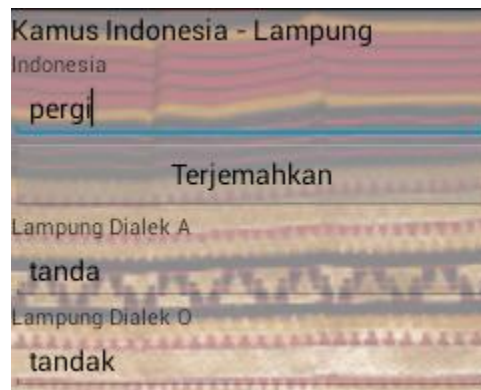 Kamus Indonesia - Lampung
Indonesia
pergi
Terjemahkan
Lampung Dialek A
tanda
Lampung Dialek O
tandak